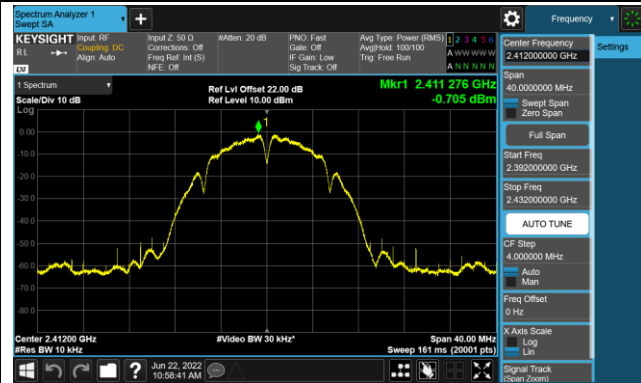 Spectrum Analyzer 1
Swept SA
Frequency
KEYSIGHT
Input: RF
Input Z: 50 Ω
#Atten: 20 dB
PNO: Fast
Avg Type: Power (RMS)
1 2 3 4 5 6
RL
Coupling: DC
Corrections: Off
Gate: Off
Avg|Hold: 100/100
A W W W W W
Align: Auto
Freq Ref: Int (S)
IF Gain: Low
Trig: Free Run
NFE: Off
Sig Track: Off
A N N N N N
LXI
1 Spectrum
Scale/Div 10 dB
Ref Lvl Offset 22.00 dB
Ref Level 10.00 dBm
Mkr1 2.411 276 GHz
-0.705 dBm
Log
1
0.00
-10.0
-20.0
-30.0
-40.0
-50.0
-60.0
-70.0
-80.0
Center 2.41200 GHz
#Video BW 30 kHz*
Span 40.00 MHz
#Res BW 10 kHz
Sweep 161 ms (20001 pts)
Jun 22, 2022
10:58:41 AM
Center Frequency
2.412000000 GHz
Settings
Span
40.0000000 MHz
Swept Span
Zero Span
Full Span
Start Freq
2.392000000 GHz
Stop Freq
2.432000000 GHz
AUTO TUNE
CF Step
4.000000 MHz
Auto
Man
Freq Offset
0 Hz
X Axis Scale
Log
Lin
Signal Track
(Span Zoom)